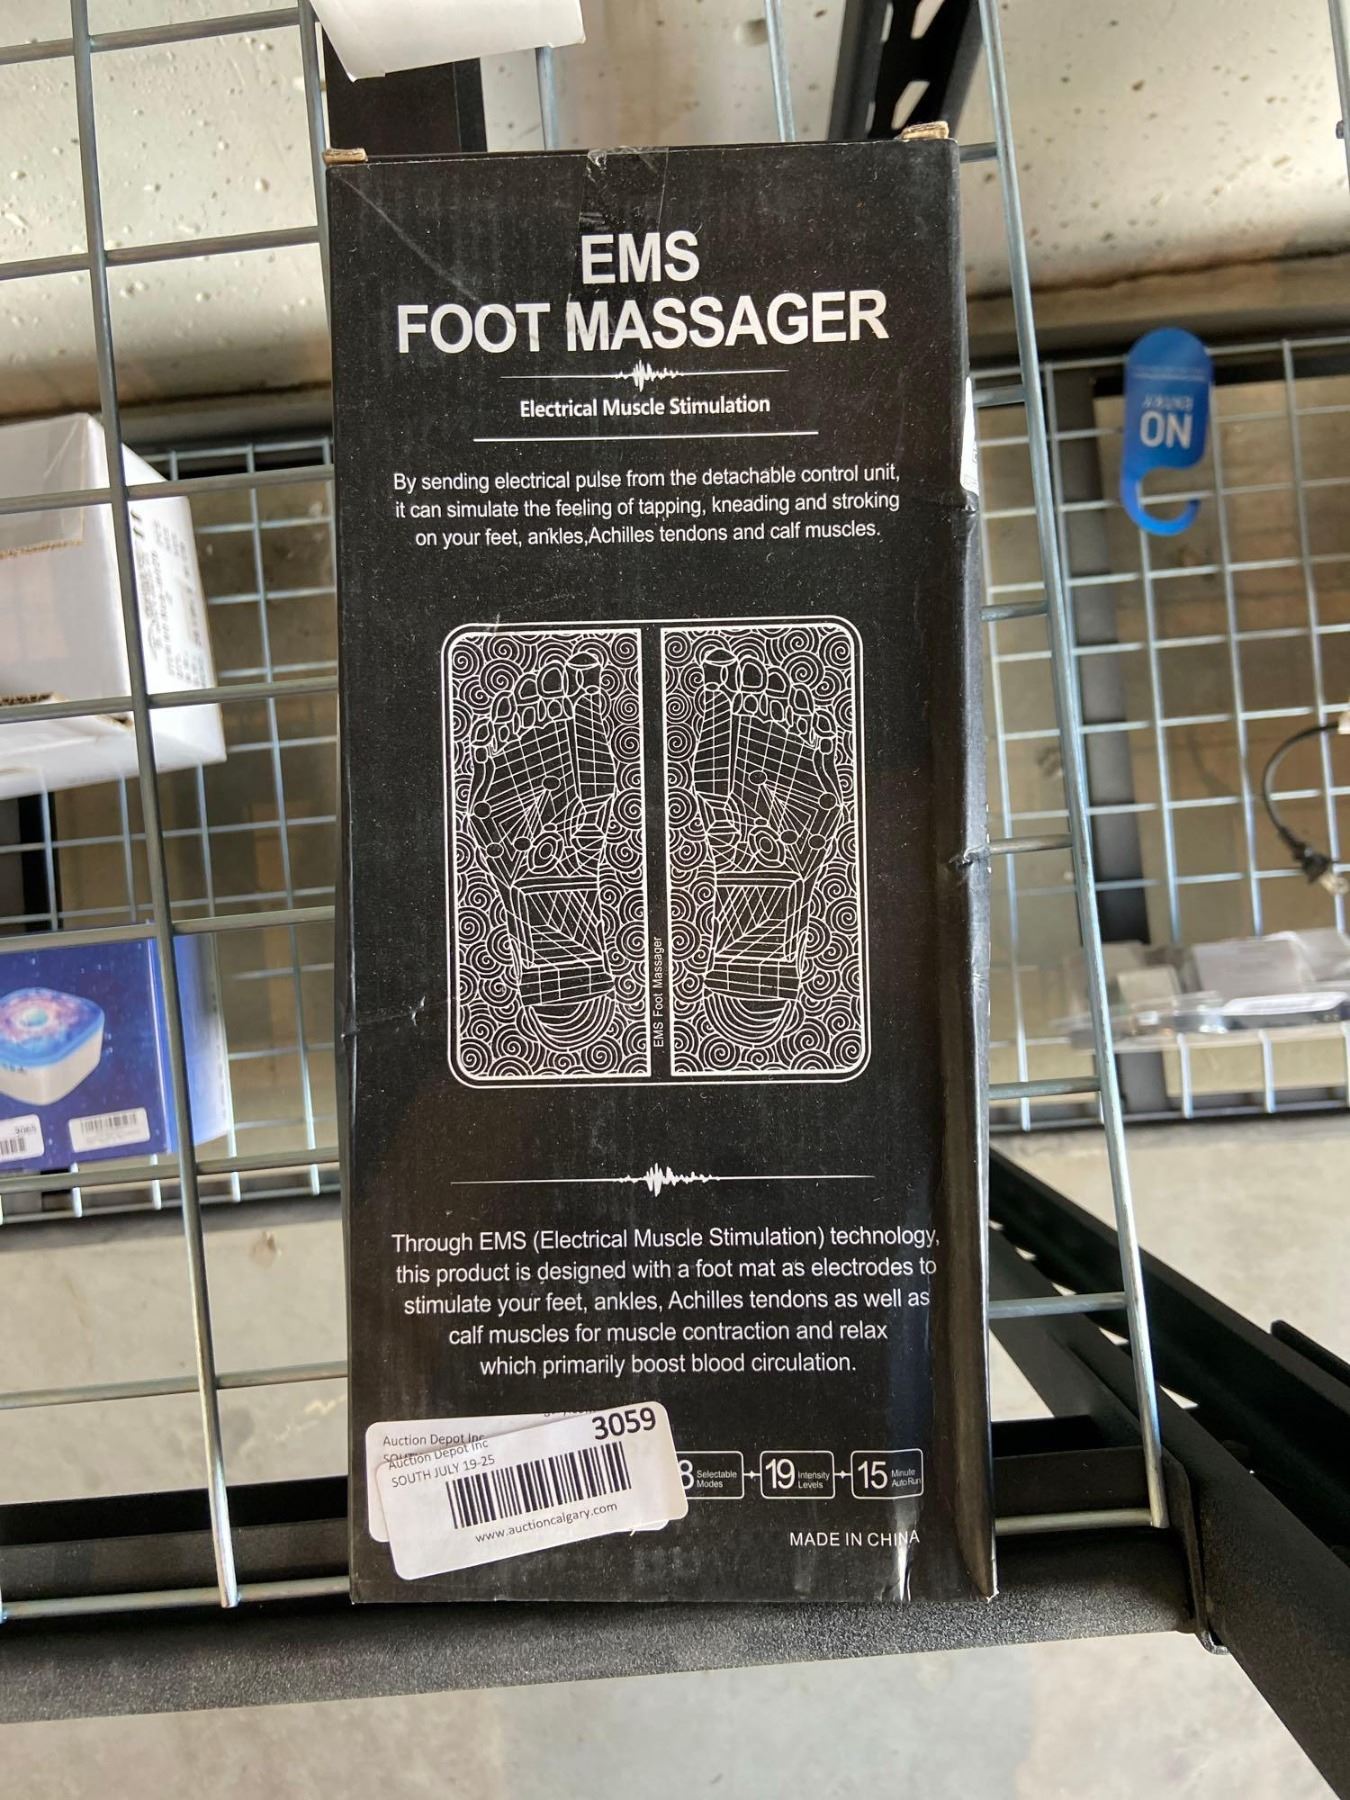 EMS
FOOT MASSAGER
Electrical Muscle Stimulation
By sending electrical pulse from the detachable control unit,
it can simulate the feeling of tapping, kneading and stroking
on your feet, ankles,Achilles tendons and calf muscles.
EMS Foot Massager
Through EMS (Electrical Muscle Stimulation) technology,
this product is designed with a foot mat as electrodes to
stimulate your feet, ankles, Achilles tendons as well as
calf muscles for muscle contraction and relax
which primarily boost blood circulation.
Auction Depot Inc
Auction Depot Inc
3059
SOUTH JULY 19-25
www.auctioncalgary.com
8 Selectable Modes
19 Intensity Levels
15 Minute Auto Run
MADE IN CHINA
NO
ENTRY